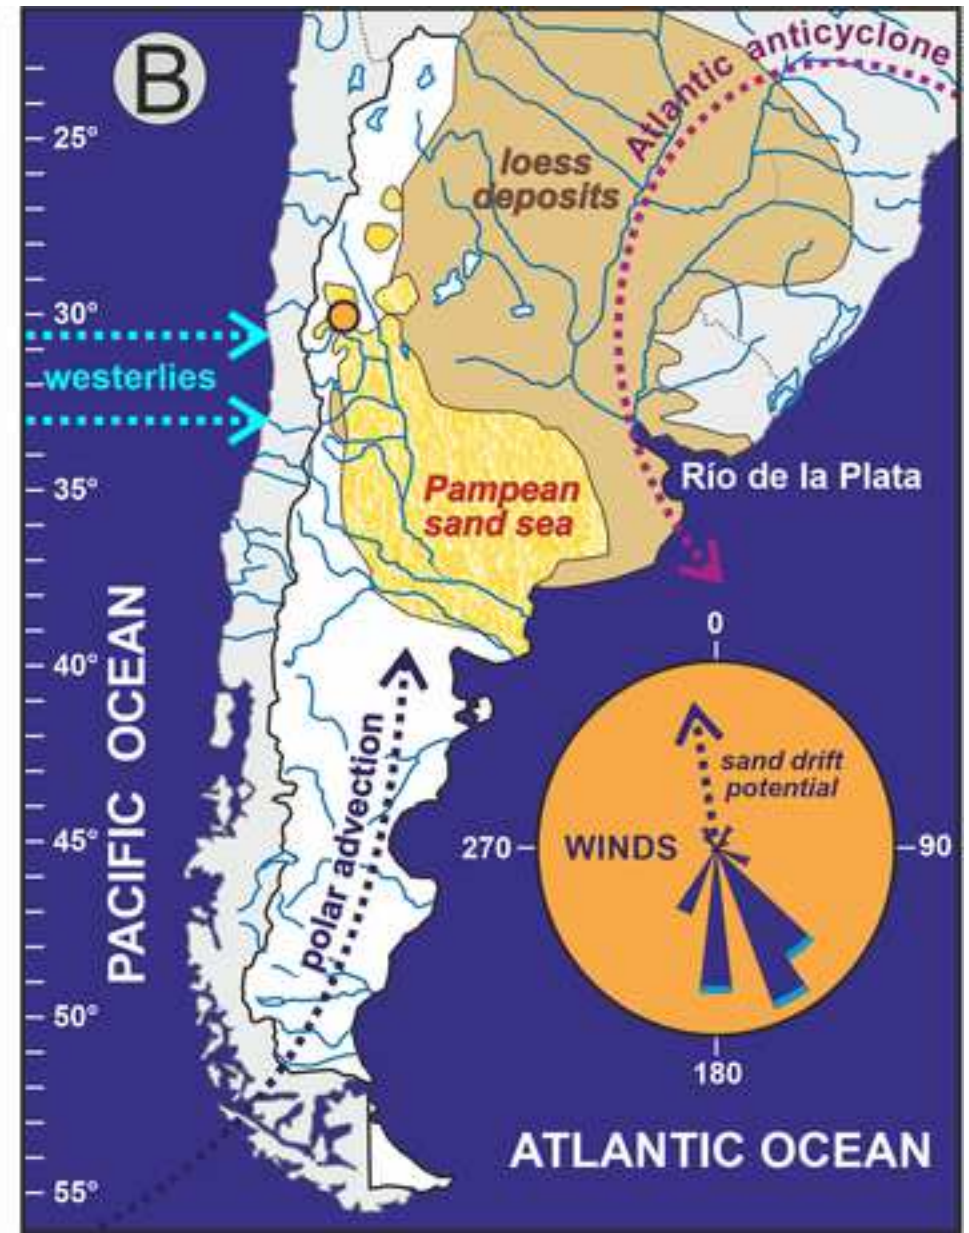 B
Atlantic anticyclone
25°
loess
deposits
30°
westerlies
35°
Pampean
sand sea
Río de la Plata
40°
PACIFIC OCEAN
polar advection
0
sand drift
potential
45°
270
WINDS
90
50°
180
ATLANTIC OCEAN
55°